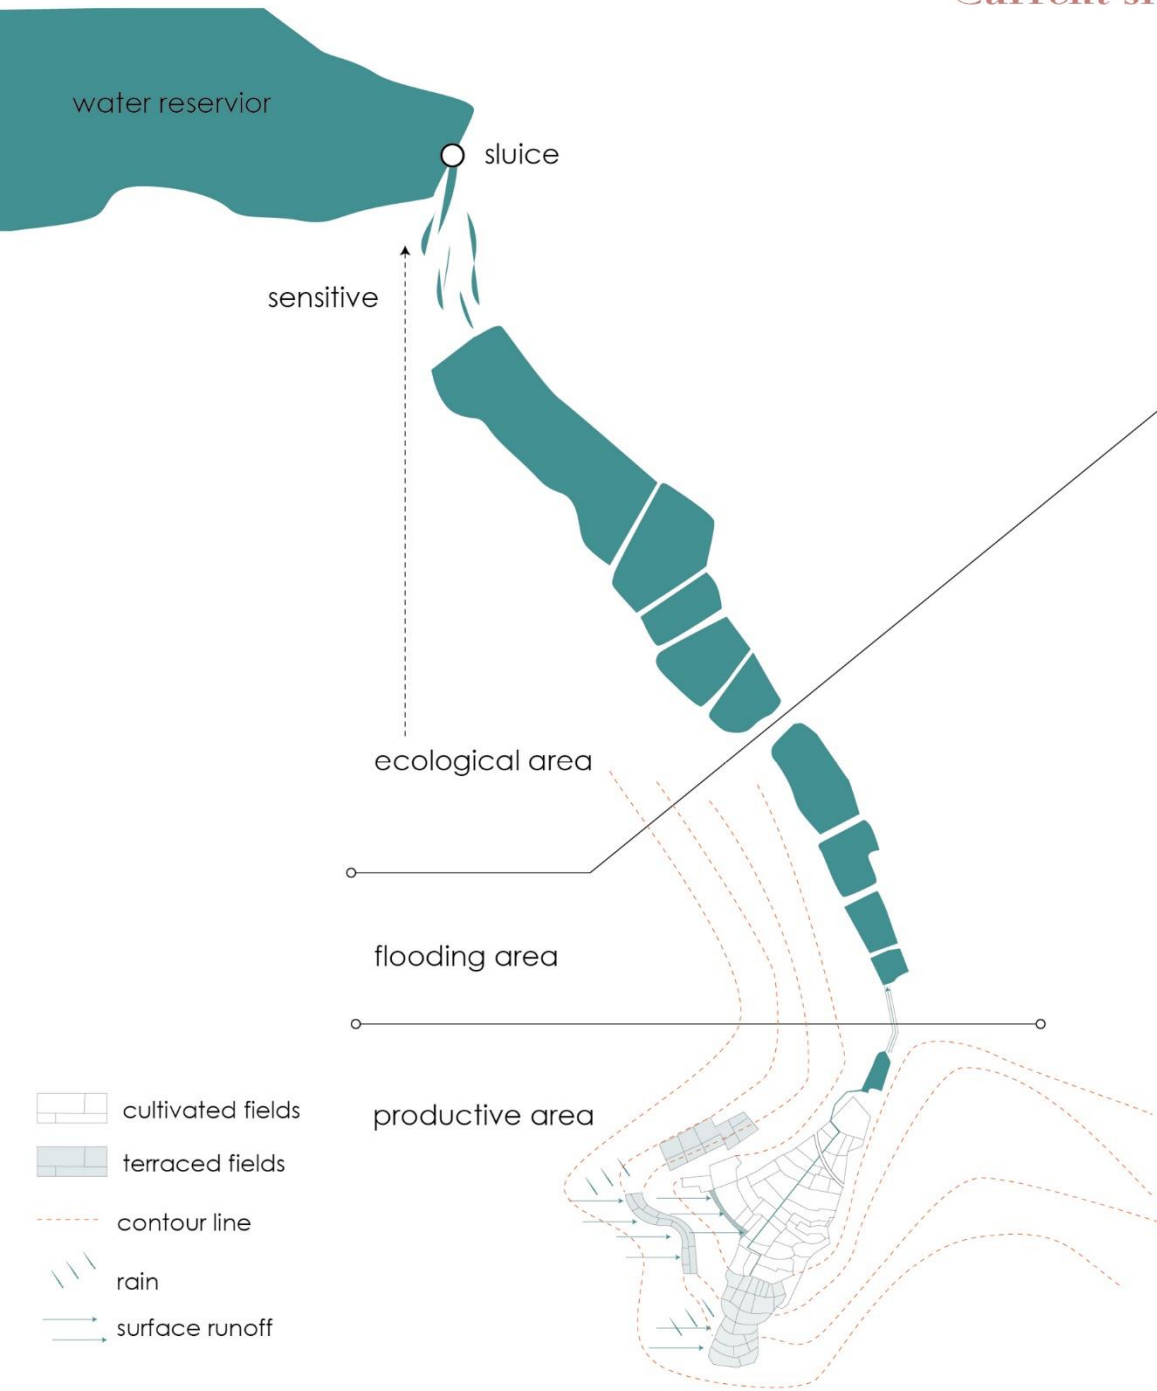 Current
water reservior
sluice
sensitive
ecological area
flooding area
productive area
cultivated fields
terraced fields
contour line
rain
surface runoff